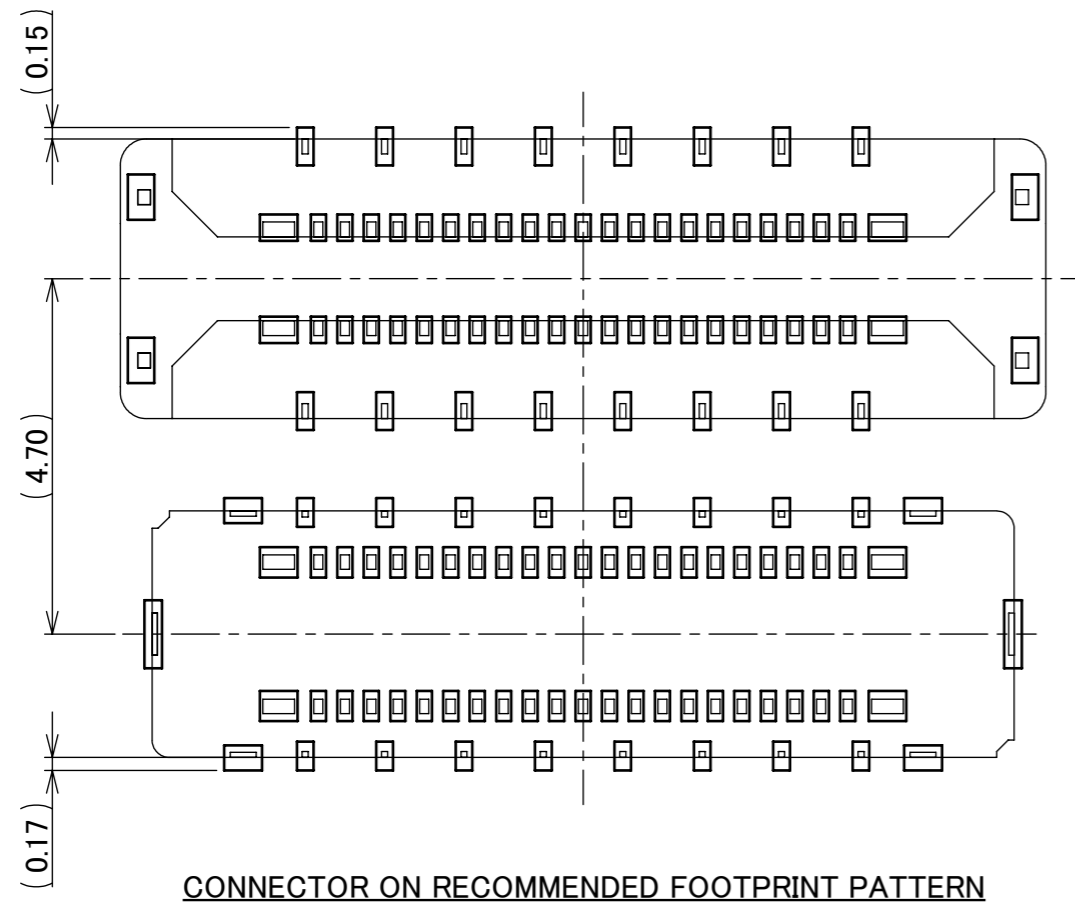 (0.15)
(4.70)
(0.17)
CONNECTOR ON RECOMMENDED FOOTPRINT PATTERN